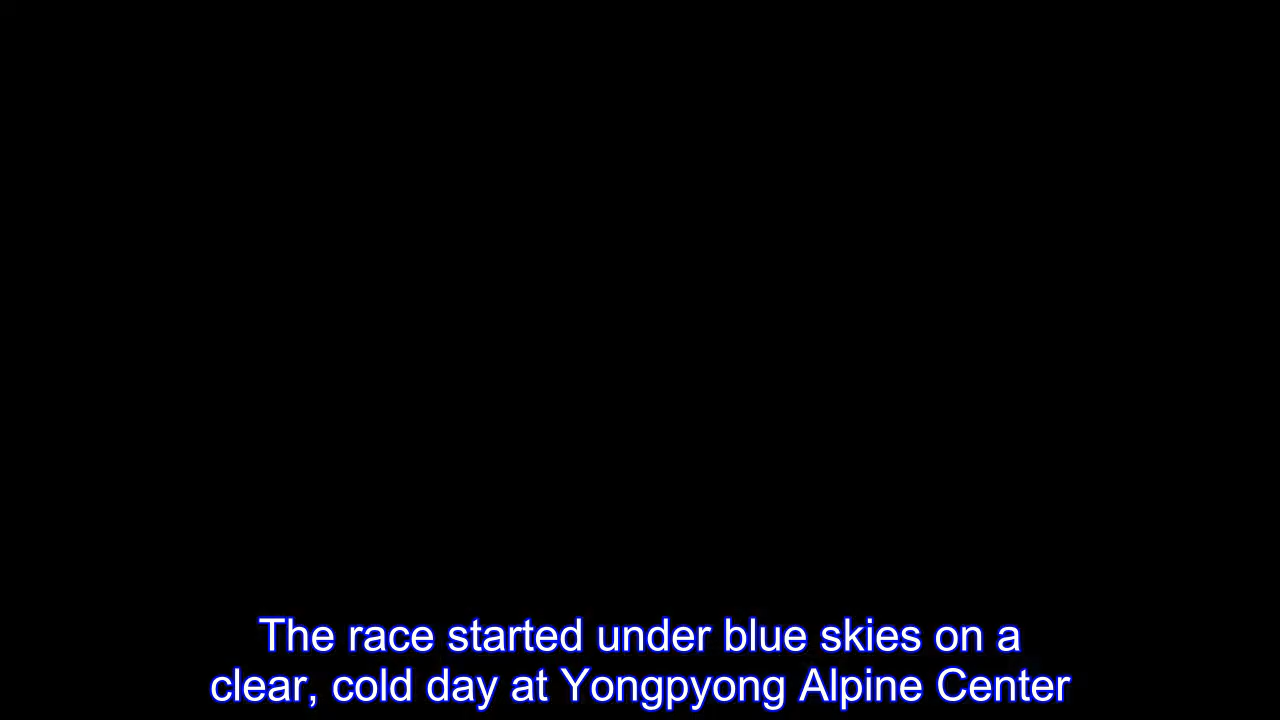 The race started under blue skies on a
clear, cold day at Yongpyong Alpine Center